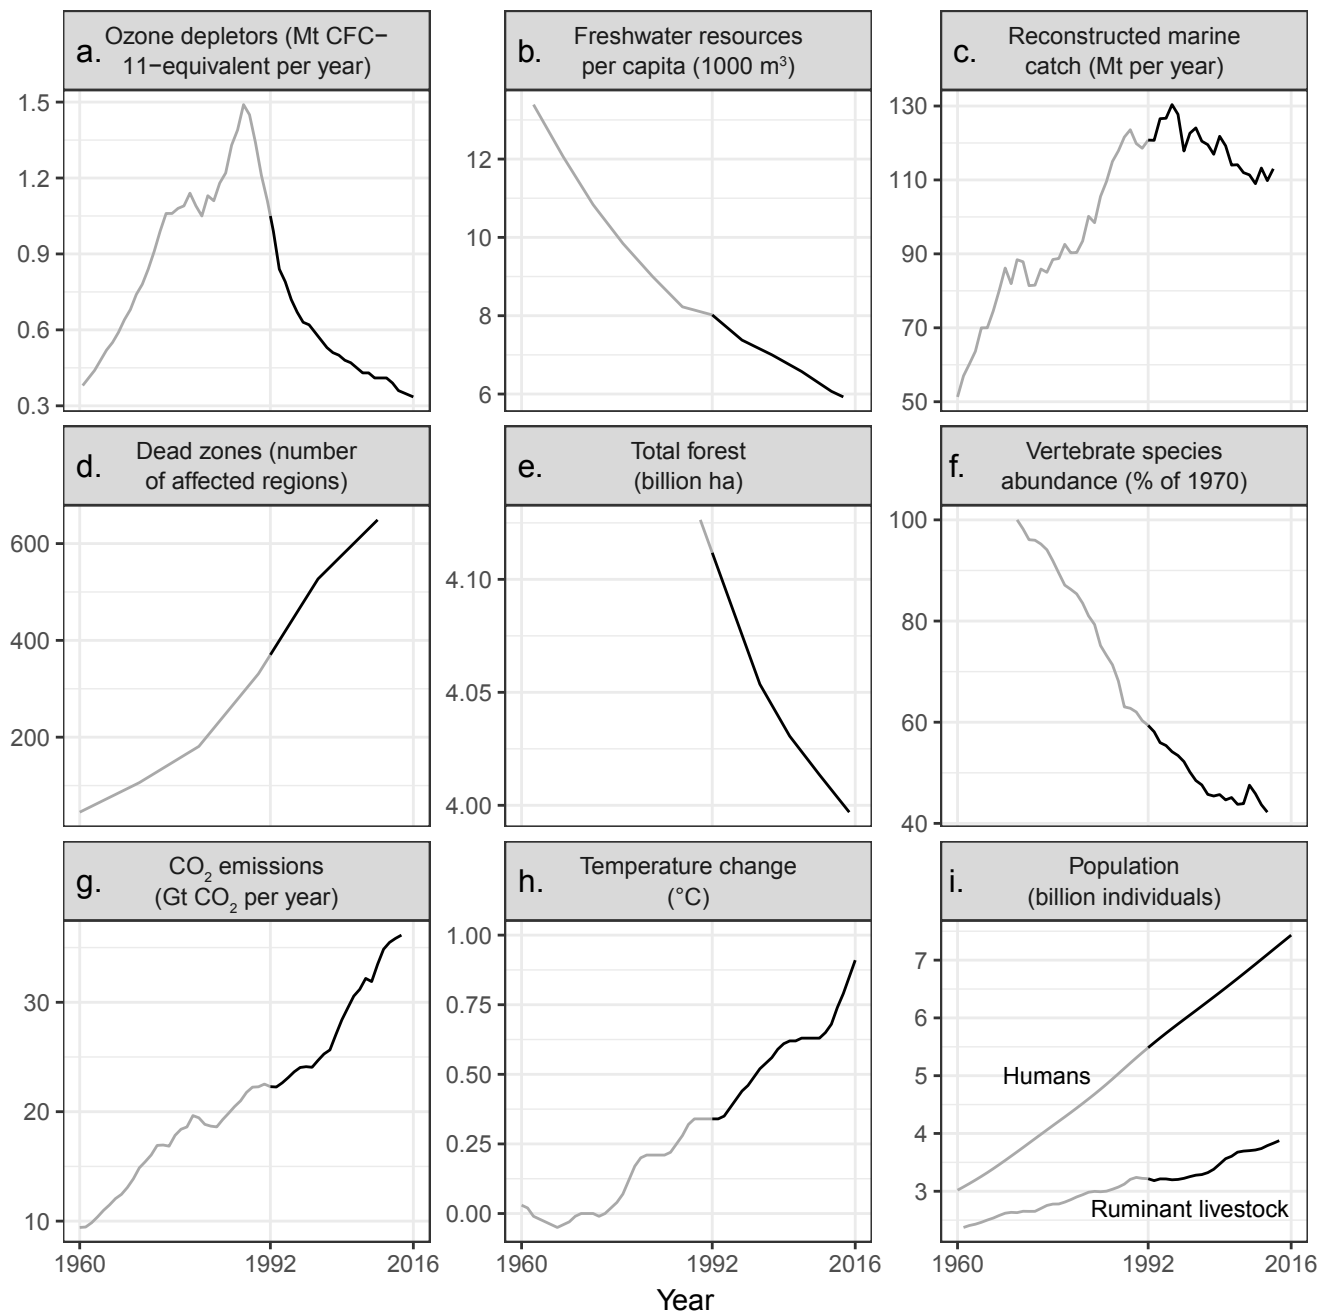 a. Ozone depletors (Mt CFC−
11−equivalent per year)
b. Freshwater resources
per capita (1000 m³)
c. Reconstructed marine
catch (Mt per year)
1.5
1.2
0.9
0.6
0.3
12
10
8
6
130
110
90
70
50
d. Dead zones (number
of affected regions)
e. Total forest
(billion ha)
f. Vertebrate species
abundance (% of 1970)
600
400
200
4.10
4.05
4.00
100
80
60
40
g. CO₂ emissions
(Gt CO₂ per year)
h. Temperature change
(°C)
i. Population
(billion individuals)
30
20
10
1.00
0.75
0.50
0.25
0.00
7
6
5
4
3
Humans
Ruminant livestock
1960 1992 2016
1960 1992 2016
1960 1992 2016
Year